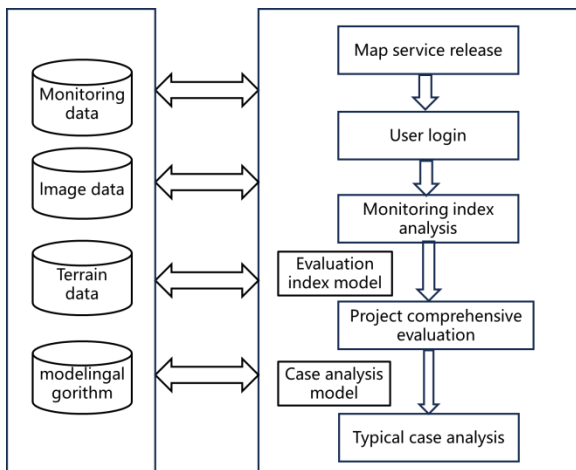 Monitoring
data
Image data
Terrain
data
modelingal
gorithm
Map service release
User login
Monitoring index
analysis
Evaluation
index model
Project comprehensive
evaluation
Case analysis
model
Typical case analysis